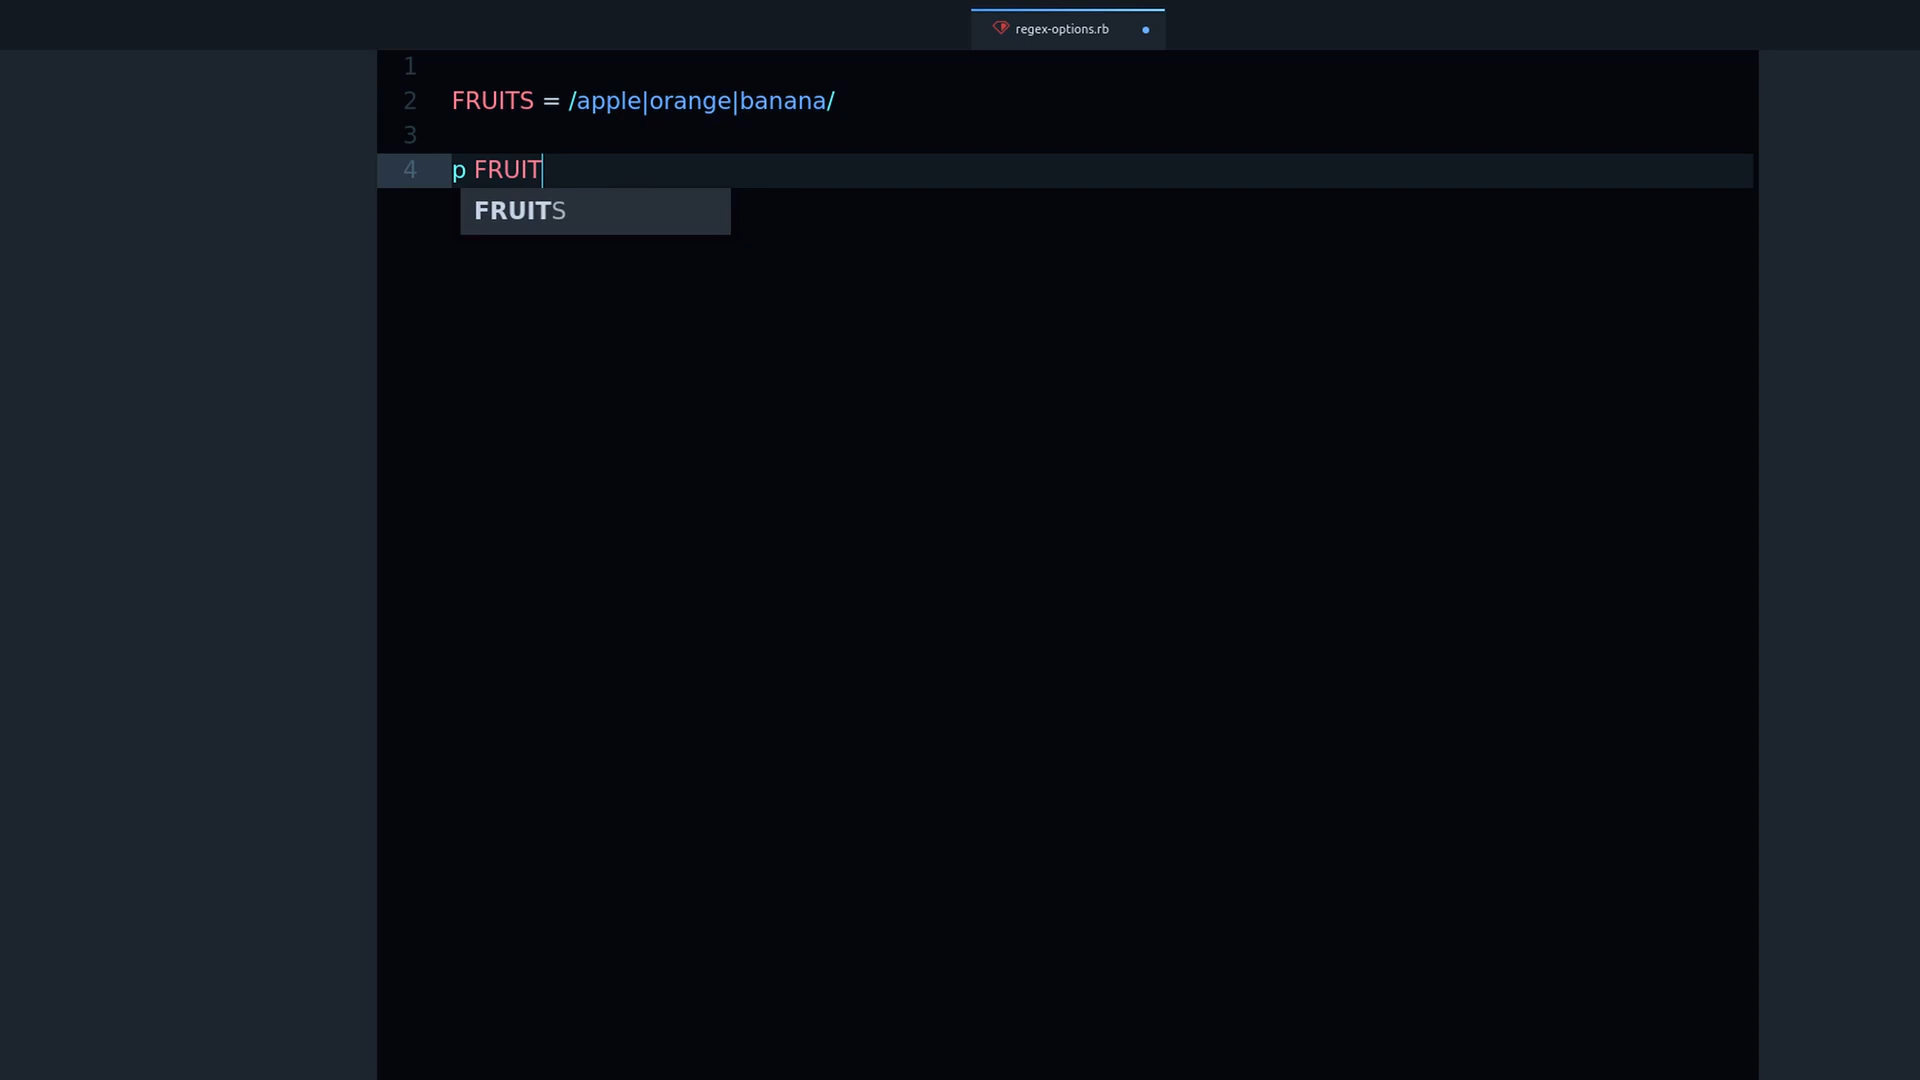 regex-options.rb
1
2 FRUITS = /apple|orange|banana/
3
4 p FRUIT
FRUITS